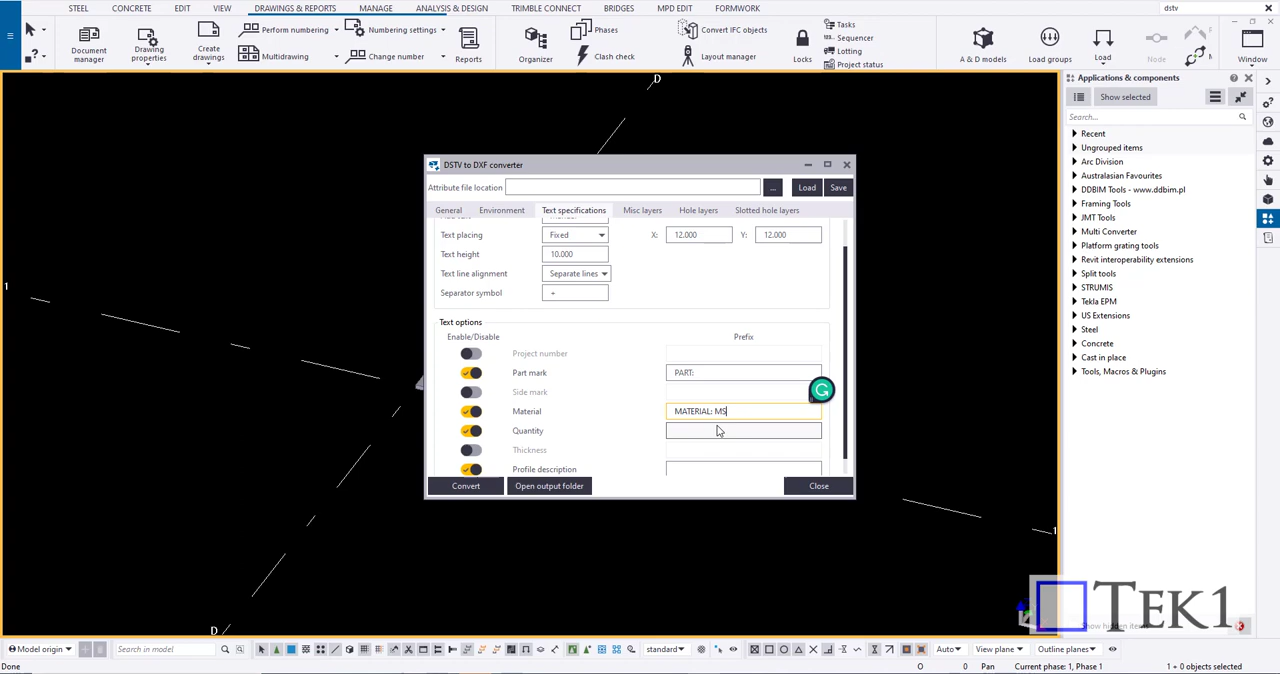 STEEL CONCRETE EDIT VIEW DRAWINGS & REPORTS MANAGE ANALYSIS & DESIGN TRIMBLE CONNECT BRIDGES MPD EDIT FORMWORK dstv
Document manager
Drawing properties
Create drawings
Perform numbering
Numbering settings
Multidrawing
Change number
Reports
Organizer
Phases
Clash check
Convert IFC objects
Layout manager
Locks
Tasks
Sequencer
Lotting
Project status
A & D models
Load groups
Load
Node
Window
D
1
D
1
DSTV to DXF converter
Attribute file location ... Load Save
General Environment Text specifications Misc layers Hole layers Slotted hole layers
Text placing Fixed X: 12.000 Y: 12.000
Text height 10.000
Text line alignment Separate lines
Separator symbol +
Text options
Enable/Disable Prefix
Project number
Part mark PART:
Side mark
Material MATERIAL: MS
Quantity
Thickness
Profile description
Convert Open output folder Close
Applications & components
Show selected
Search...
Recent
Ungrouped items
Arc Division
Australian Favourites
DDBIM Tools - www.ddbim.pl
Framing Tools
JMT Tools
Multi Converter
Platform grating tools
Revit interoperability extensions
Split tools
STRUMIS
Tekla EPM
US Extensions
Steel
Concrete
Cast in place
Tools, Macros & Plugins
TEK1
Show hidden items
Model origin Search in model standard Auto View plane Outline planes
Done O 0 Pan Current phase: 1, Phase 1 1 + 0 objects selected